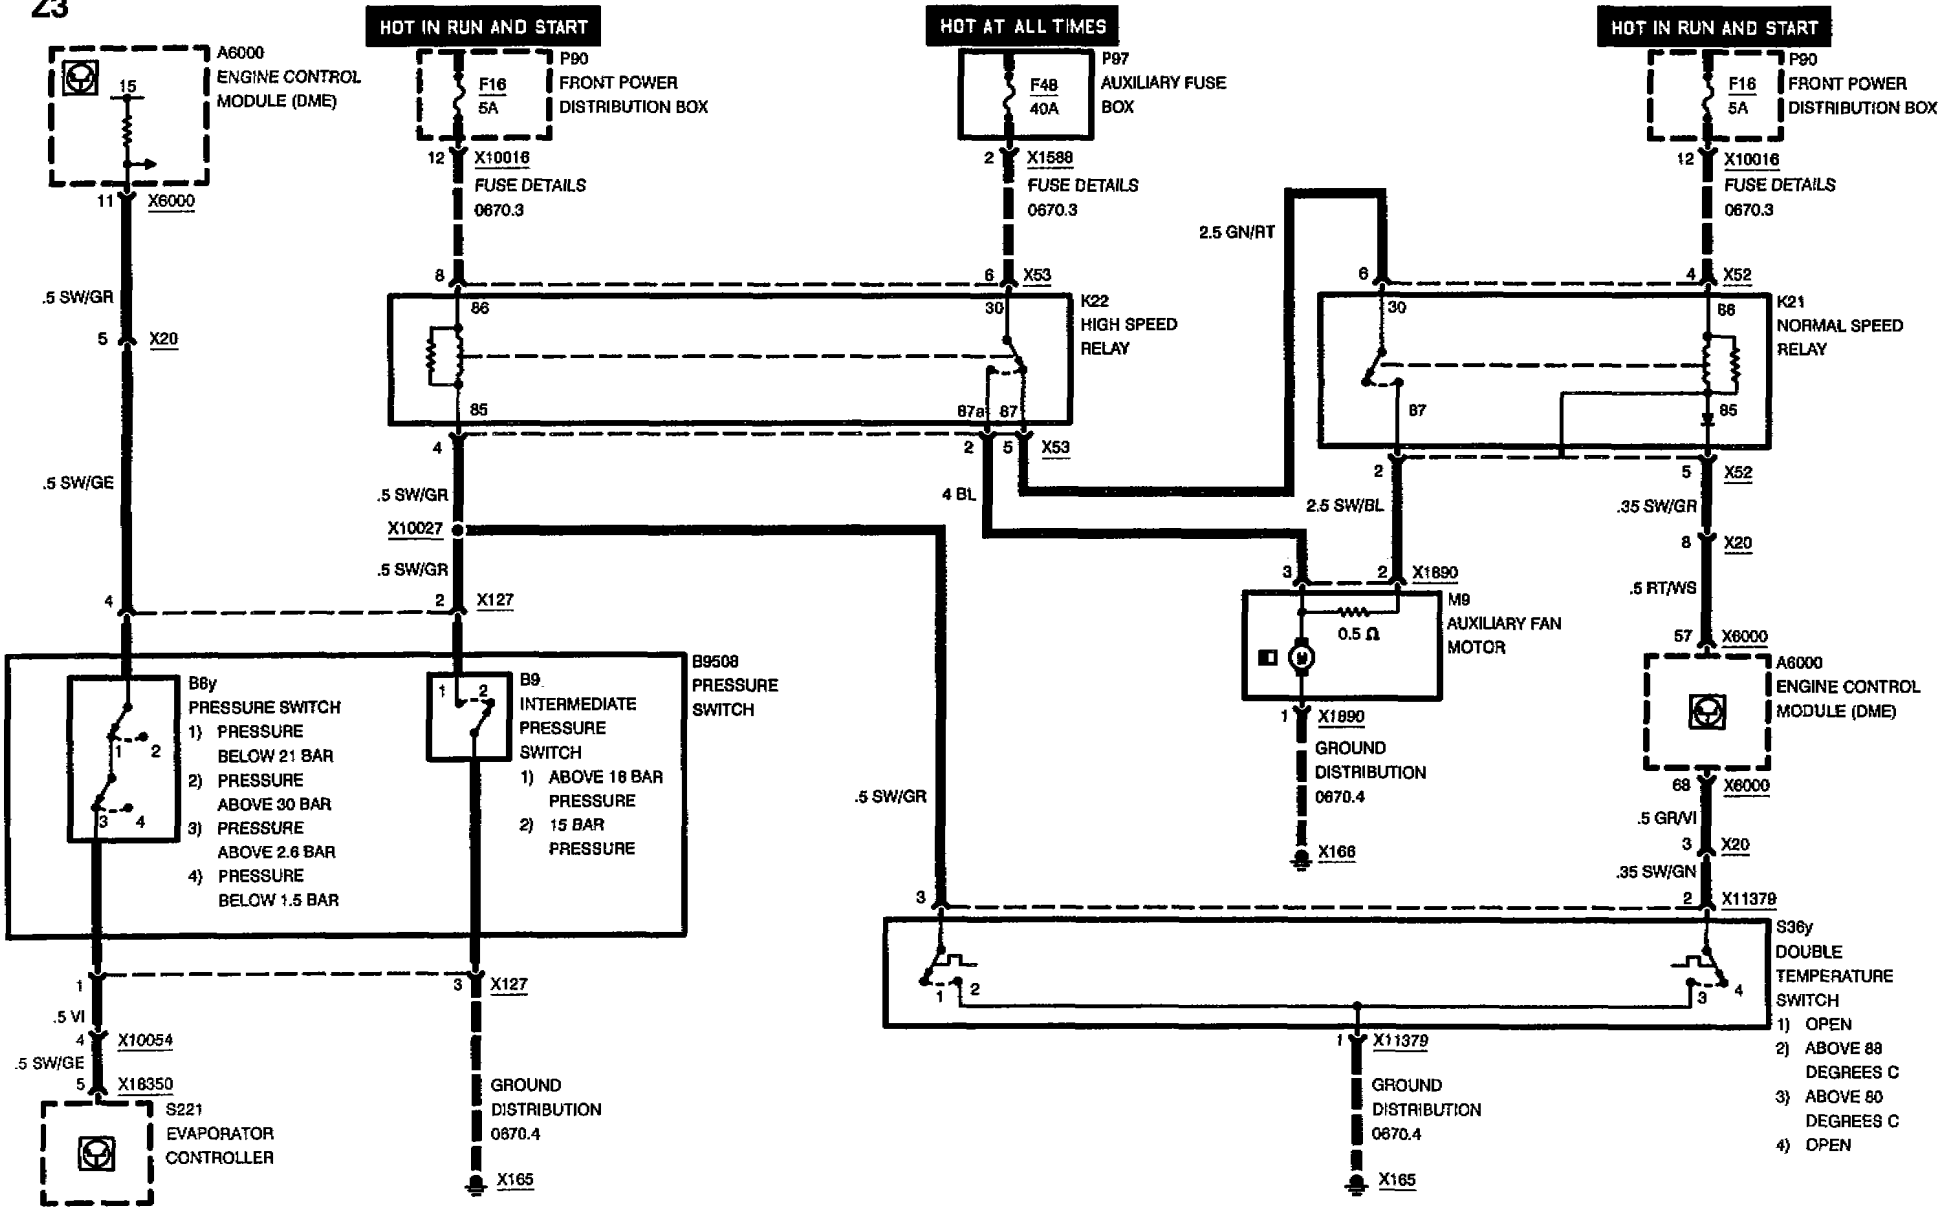 Z3
HOT IN RUN AND START
HOT AT ALL TIMES
HOT IN RUN AND START
A6000
ENGINE CONTROL
MODULE (DME)
15
11 X6000
P90
FRONT POWER
DISTRIBUTION BOX
F16
5A
12 X10016
FUSE DETAILS
0670.3
P97
AUXILIARY FUSE
BOX
F48
40A
2 X1588
FUSE DETAILS
0670.3
P90
FRONT POWER
DISTRIBUTION BOX
F16
5A
12 X10016
FUSE DETAILS
0670.3
2.5 GN/RT
.5 SW/GR
5 X20
.5 SW/GE
8
6 X53
86
30
K22
HIGH SPEED
RELAY
85
87a 87
4
2 5 X53
6
4 X52
30
86
K21
NORMAL SPEED
RELAY
87
85
2
5 X52
.5 SW/GR
4 BL
2.5 SW/BL
.35 SW/GR
X10027
8 X20
.5 SW/GR
.5 RT/WS
4
2 X127
3
2 X1890
M9
AUXILIARY FAN
MOTOR
0.5 Ω
M
1 X1890
GROUND
DISTRIBUTION
0670.4
X166
57 X6000
A6000
ENGINE CONTROL
MODULE (DME)
68 X6000
.5 GR/VI
3 X20
.35 SW/GN
B9508
PRESSURE
SWITCH
B8y
PRESSURE SWITCH
1) PRESSURE
BELOW 21 BAR
2) PRESSURE
ABOVE 30 BAR
3) PRESSURE
ABOVE 2.6 BAR
4) PRESSURE
BELOW 1.5 BAR
1 2
3 4
B9
INTERMEDIATE
PRESSURE
SWITCH
1) ABOVE 18 BAR
PRESSURE
2) 15 BAR
PRESSURE
1 2
.5 SW/GR
3
2 X11379
S36y
DOUBLE
TEMPERATURE
SWITCH
1) OPEN
2) ABOVE 88
DEGREES C
3) ABOVE 80
DEGREES C
4) OPEN
1 2
3 4
1 X11379
GROUND
DISTRIBUTION
0670.4
X165
1
3 X127
.5 VI
4 X10054
.5 SW/GE
5 X18350
S221
EVAPORATOR
CONTROLLER
GROUND
DISTRIBUTION
0670.4
X165